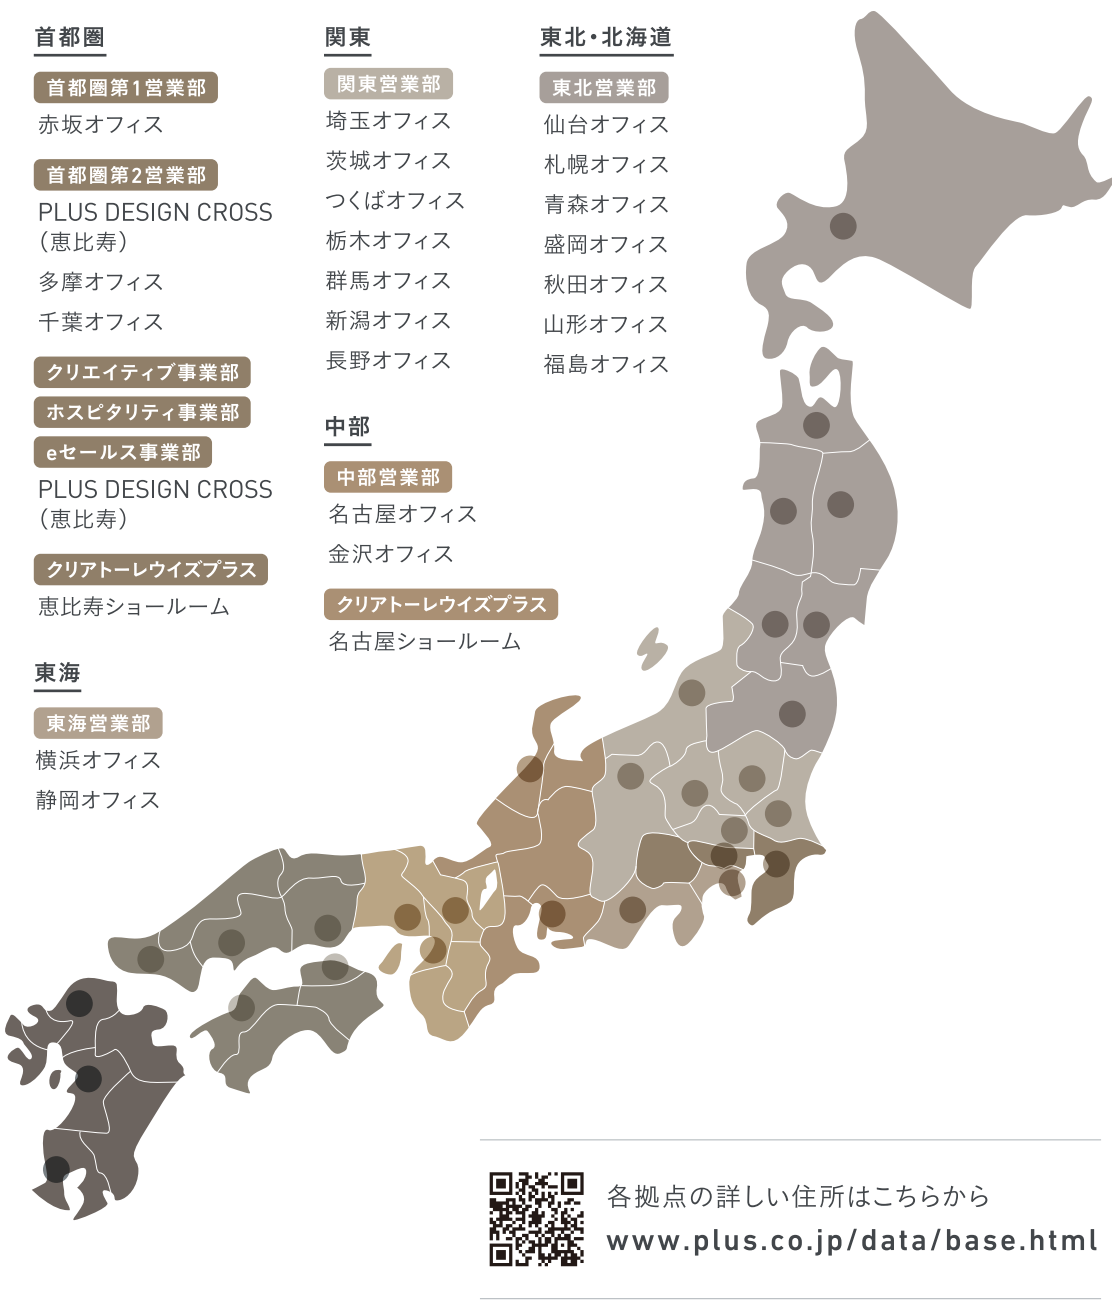 首都圏
首都圏第1営業部
赤坂オフィス
首都圏第2営業部
PLUS DESIGN CROSS
（恵比寿）
多摩オフィス
千葉オフィス
クリエイティブ事業部
ホスピタリティ事業部
eセールス事業部
PLUS DESIGN CROSS
（恵比寿）
クリアトーレウイズプラス
恵比寿ショールーム
東海
東海営業部
横浜オフィス
静岡オフィス
関東
関東営業部
埼玉オフィス
茨城オフィス
つくばオフィス
栃木オフィス
群馬オフィス
新潟オフィス
長野オフィス
中部
中部営業部
名古屋オフィス
金沢オフィス
クリアトーレウイズプラス
名古屋ショールーム
東北・北海道
東北営業部
仙台オフィス
札幌オフィス
青森オフィス
盛岡オフィス
秋田オフィス
山形オフィス
福島オフィス
各拠点の詳しい住所はこちらから
www.plus.co.jp/data/base.html